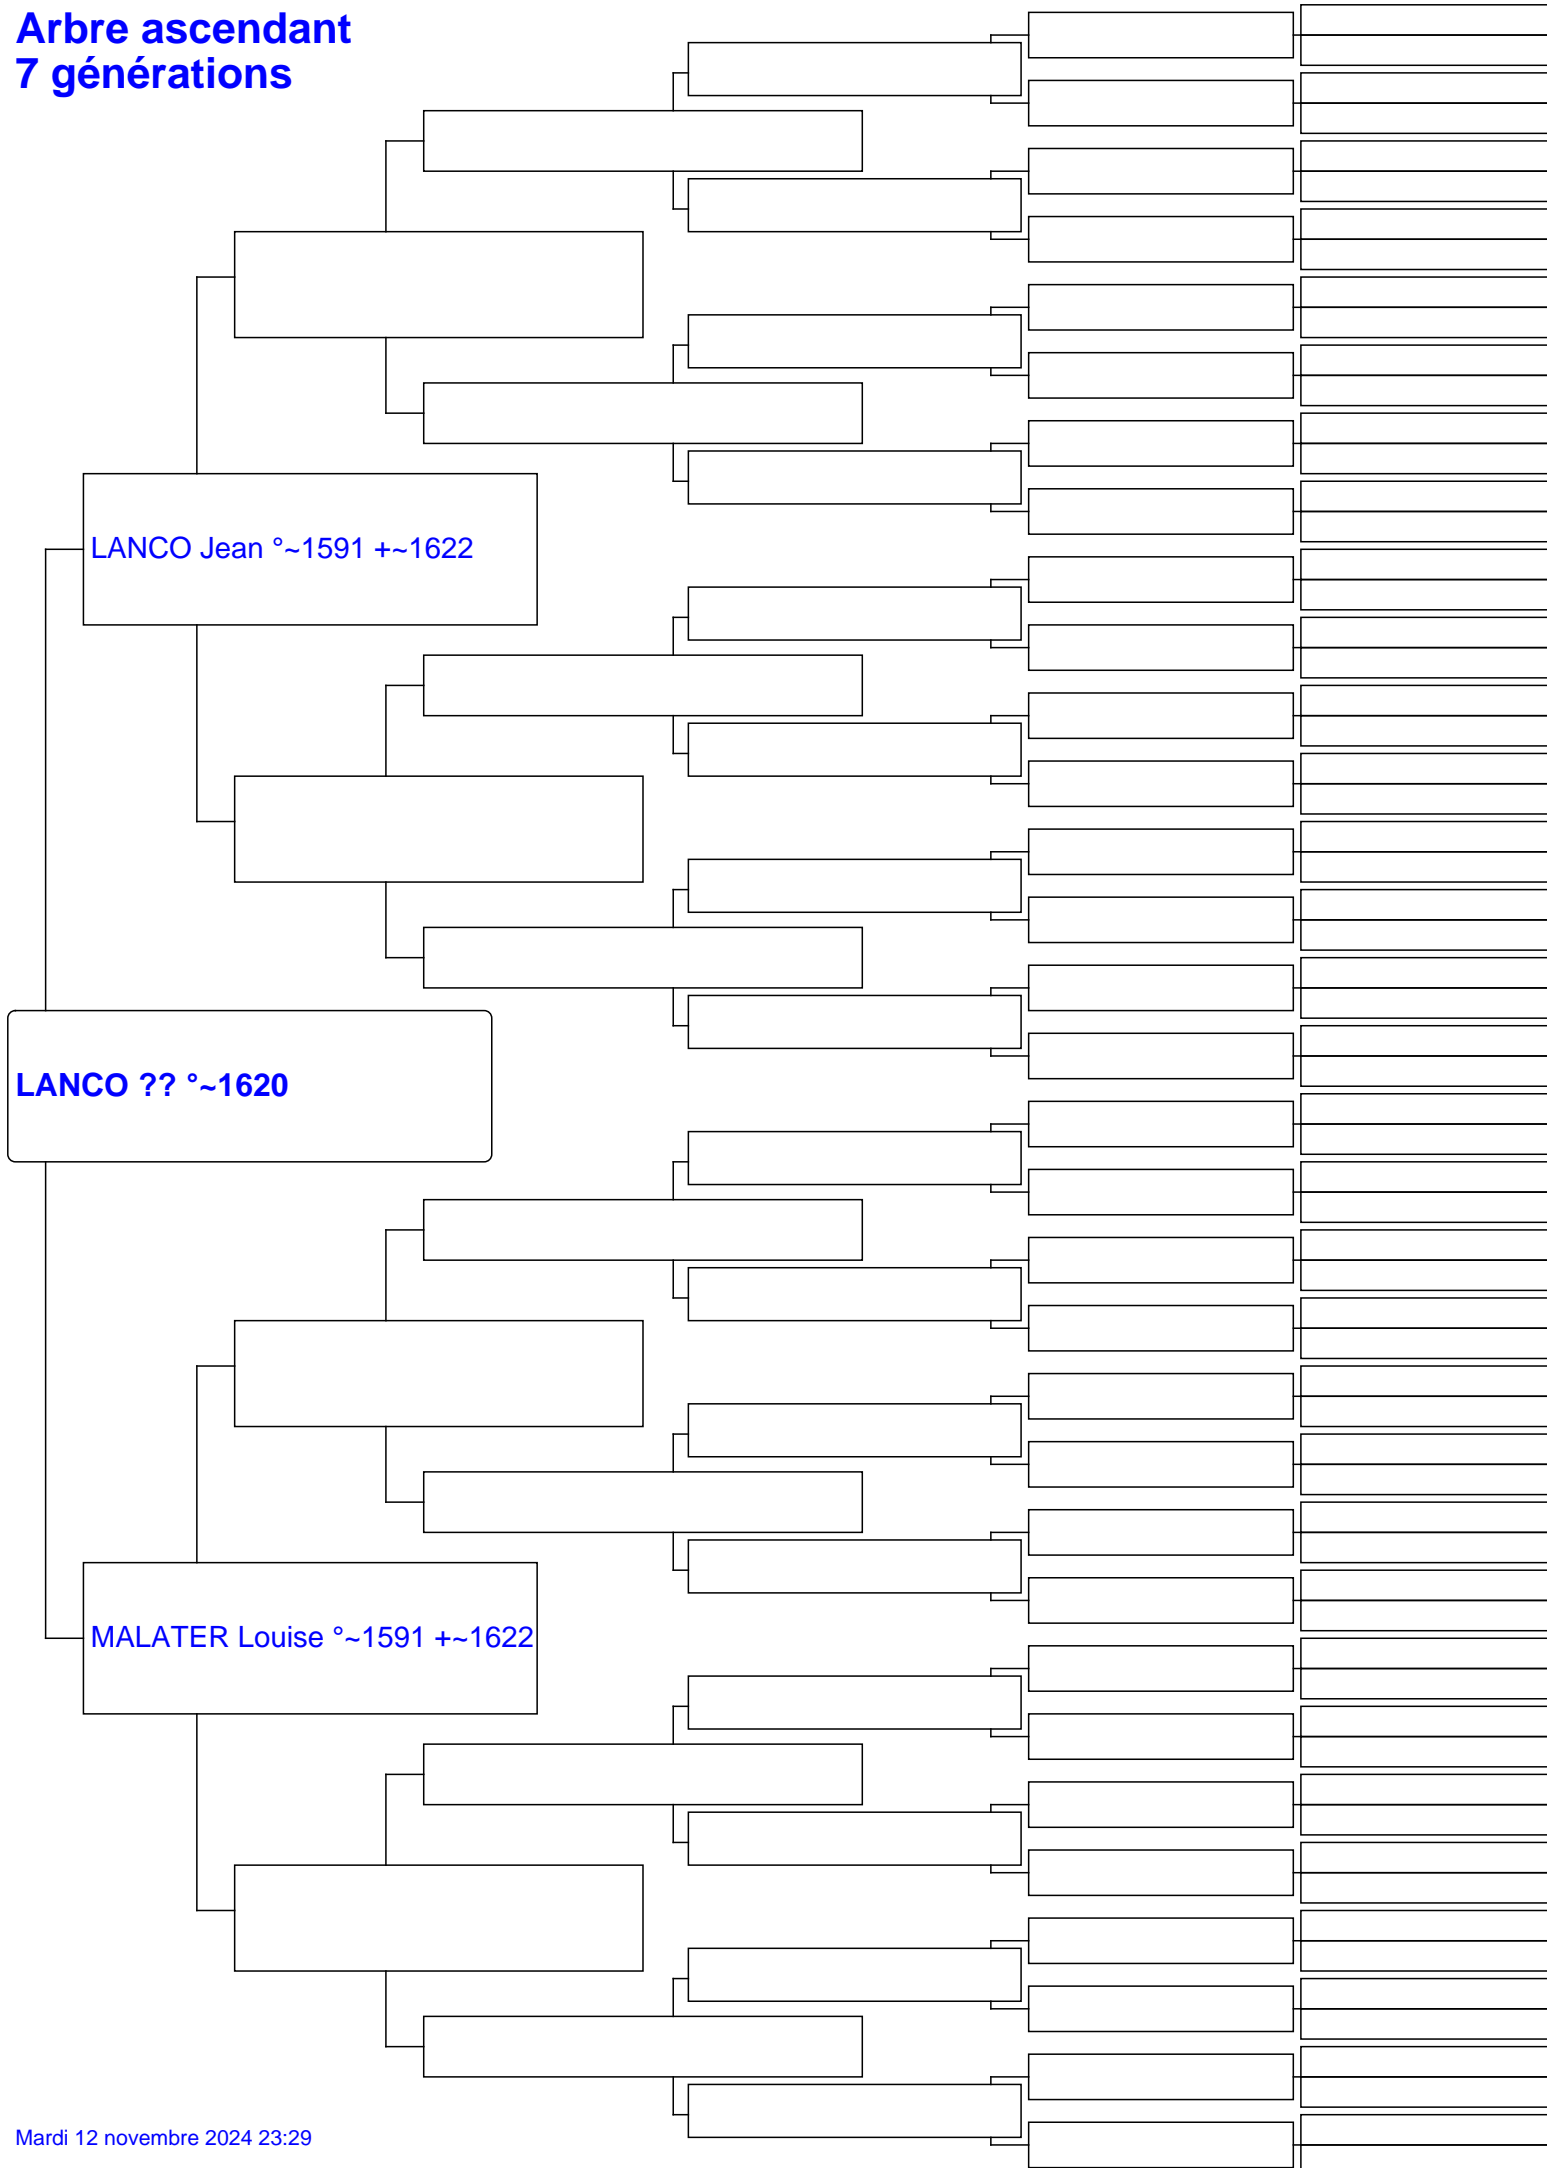 Arbre ascendant
7 générations
LANCO Jean °~1591 +~1622
LANCO ?? °~1620
MALATER Louise °~1591 +~1622
Mardi 12 novembre 2024 23:29